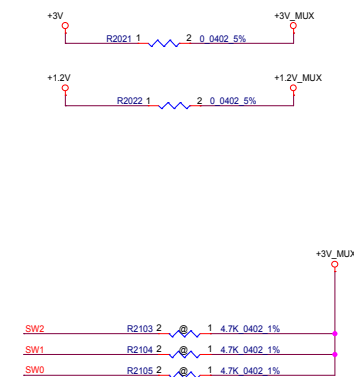 +3V +3V_MUX
R2021 1 2 0_0402_5%
+1.2V +1.2V_MUX
R2022 1 2 0_0402_5%
+3V_MUX
SW2 R2103 2 @ 1 4.7K_0402_1%
SW1 R2104 2 @ 1 4.7K_0402_1%
SW0 R2105 2 @ 1 4.7K_0402_1%